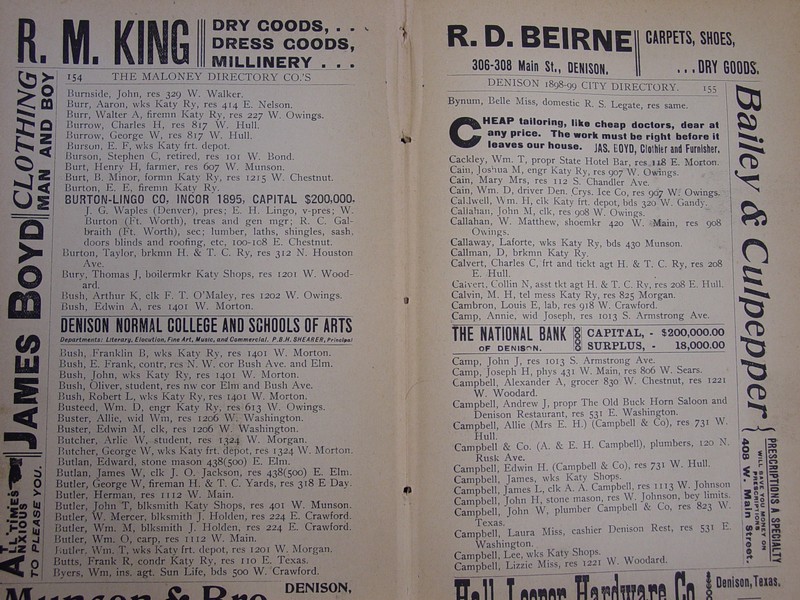 R. M. KING
DRY GOODS, . . .
DRESS GOODS,
MILLINERY . . .
154 THE MALONEY DIRECTORY CO.'S
Burnside, John, res 329 W. Walker.
Burr, Aaron, wks Katy Ry, res 414 E. Nelson.
Burr, Walter A, firemn Katy Ry, res 227 W. Owings.
Burrow, Charles H, res 817 W. Hull.
Burrow, George W, res 817 W. Hull.
Burson, E. F, wks Katy frt. depot.
Burson, Stephen C, retired, res 101 W. Bond.
Burt, Henry H, farmer, res 607 W. Munson.
Burt, B. Minor, formn Katy Ry, res 1215 W. Chestnut.
Burton, E. E, firemn Katy Ry.
BURTON-LINGO CO, INCOR 1895, CAPITAL $200,000.
J. G. Waples (Denver), pres; E. H. Lingo, v-pres; W.
Burton (Ft. Worth), treas and gen mgr; R. C. Gal-
braith (Ft. Worth), sec; lumber, laths, shingles, sash,
doors blinds and roofing, etc, 100-108 E. Chestnut.
Burton, Taylor, brkmn H. & T. C. Ry, res 312 N. Houston
Ave.
Bury, Thomas J, boilermkr Katy Shops, res 1201 W. Wood-
ard.
Bush, Arthur K, clk F. T. O'Maley, res 1202 W. Owings.
Bush, Edwin A, res 1401 W. Morton.
DENISON NORMAL COLLEGE AND SCHOOLS OF ARTS
Departments: Literary, Elocution, Fine Art, Music, and Commercial. P.B.H. SHEARER, Principal
Bush, Franklin B, wks Katy Ry, res 1401 W. Morton.
Bush, E. Frank, contr, res N. W. cor Bush Ave. and Elm.
Bush, John, wks Katy Ry, res 1401 W. Morton.
Bush, Oliver, student, res nw cor Elm and Bush Ave.
Bush, Robert L, wks Katy Ry, res 1401 W. Morton.
Busteed, Wm. D, engr Katy Ry, res 613 W. Owings.
Buster, Allie, wid Wm, res 1206 W. Washington.
Buster, Edwin M, clk, res 1206 W. Washington.
Butcher, Arlie W, student, res 1324 W. Morgan.
Butcher, George W, wks Katy frt. depot, res 1324 W. Morton.
Butlan, Edward, stone mason 438(500) E. Elm.
Butlan, James W, clk J. O. Jackson, res 438(500) E. Elm.
Butler, George W, fireman H. & T. C. Yards, res 318 E Day.
Butler, Herman, res 1112 W. Main.
Butler, John T, blksmith Katy Shops, res 401 W. Munson.
Butler, W. Mercer, blksmith J. Holden, res 224 E. Crawford.
Butler, Wm. M, blksmith J. Holden, res 224 E. Crawford.
Butler, Wm. O, carp, res 1112 W. Main.
Butler, Wm. T, wks Katy frt. depot, res 1201 W. Morgan.
Butts, Frank R, condr Katy Ry, res 110 E. Texas.
Byers, Wm, ins. agt. Sun Life, bds 500 W. Crawford.
Munson & Bro
DENISON,
JAMES BOYD
CLOTHING
MAN AND BOY
AT ALL TIMES
ANXIOUS
TO PLEASE YOU.
R. D. BEIRNE
CARPETS, SHOES,
306-308 Main St., DENISON.
. . . DRY GOODS.
DENISON 1898-99 CITY DIRECTORY. 155
Bynum, Belle Miss, domestic R. S. Legate, res same.
CHEAP tailoring, like cheap doctors, dear at
any price. The work must be right before it
leaves our house. JAS. BOYD, Clothier and Furnisher.
Cackley, Wm. T, propr State Hotel Bar, res 118 E. Morton.
Cain, Joshua M, engr Katy Ry, res 907 W. Owings.
Cain, Mary Mrs, res 112 S. Chandler Ave.
Cain, Wm. D, driver Den. Crys. Ice Co, res 907 W. Owings.
Caldwell, Wm. H, clk Katy frt. depot, bds 320 W. Gandy.
Callahan, John M, clk, res 908 W. Owings.
Callahan, W. Matthew, shoemkr 420 W. Main, res 908
Owings.
Callaway, Laforte, wks Katy Ry, bds 430 Munson.
Callman, D, brkmn Katy Ry.
Calvert, Charles C, frt and tickt agt H. & T. C. Ry, res 208
E. Hull.
Calvert, Collin N, asst tkt agt H. & T. C. Ry, res 208 E. Hull.
Calvin, M. H, tel mess Katy Ry, res 825 Morgan.
Cambron, Louis E, lab, res 918 W. Crawford.
Camp, Annie, wid Joseph, res 1013 S. Armstrong Ave.
THE NATIONAL BANK
OF DENISON.
CAPITAL, - $200,000.00
SURPLUS, - 18,000.00
Camp, John J, res 1013 S. Armstrong Ave.
Camp, Joseph H, phys 431 W. Main, res 806 W. Sears.
Campbell, Alexander A, grocer 830 W. Chestnut, res 1221
W. Woodard.
Campbell, Andrew J, propr The Old Buck Horn Saloon and
Denison Restaurant, res 531 E. Washington.
Campbell, Allie (Mrs E. H.) (Campbell & Co), res 731 W.
Hull.
Campbell & Co. (A. & E. H. Campbell), plumbers, 120 N.
Rusk Ave.
Campbell, Edwin H. (Campbell & Co), res 731 W. Hull.
Campbell, James, wks Katy Shops.
Campbell, James L, clk A. A. Campbell, res 1113 W. Johnson
Campbell, John H, stone mason, res W. Johnson, bey limits.
Campbell, John W, plumber Campbell & Co, res 823 W.
Texas.
Campbell, Laura Miss, cashier Denison Rest, res 531 E.
Washington.
Campbell, Lee, wks Katy Shops.
Campbell, Lizzie Miss, res 1221 W. Woodard.
Denison, Texas.
Hardware Co
Bailey & Culpepper
PRESCRIPTIONS A SPECIALTY
WILL SAVE YOU MONEY ON
PRESCRIPTIONS
408 W. Main Street.